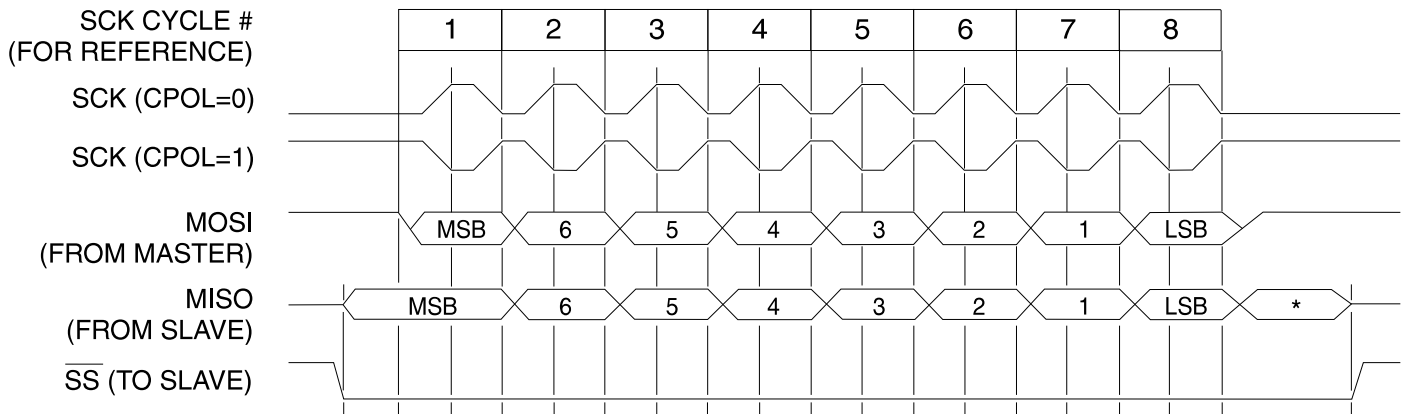 SCK CYCLE # 1 2 3 4 5 6 7 8
(FOR REFERENCE)
SCK (CPOL=0)
SCK (CPOL=1)
MOSI MSB 6 5 4 3 2 1 LSB
(FROM MASTER)
MISO MSB 6 5 4 3 2 1 LSB *
(FROM SLAVE)
S̅S̅ (TO SLAVE)